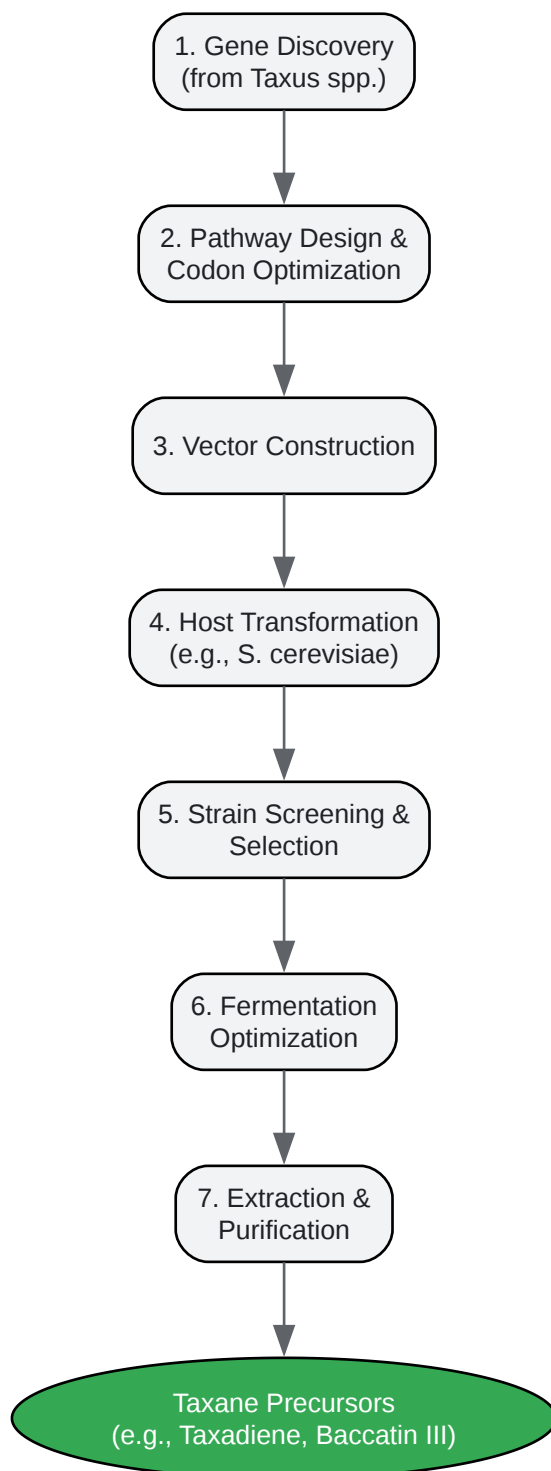 1. Gene Discovery
(from Taxus spp.)
2. Pathway Design &
Codon Optimization
3. Vector Construction
4. Host Transformation
(e.g., S. cerevisiae)
5. Strain Screening &
Selection
6. Fermentation
Optimization
7. Extraction &
Purification
Taxane Precursors
(e.g., Taxadiene, Baccatin III)